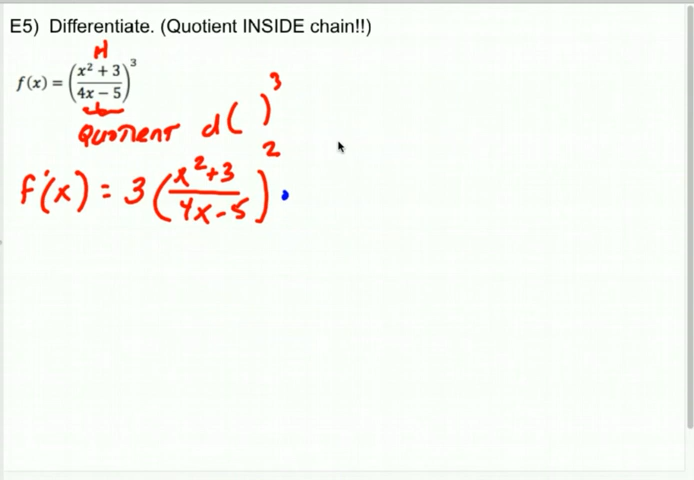 E5) Differentiate. (Quotient INSIDE chain!!)
H
f(x) = ((x² + 3)/(4x − 5))³
QUOTIENT d( )³
f'(x) = 3 ((x²+3)/(4x-5))² ·